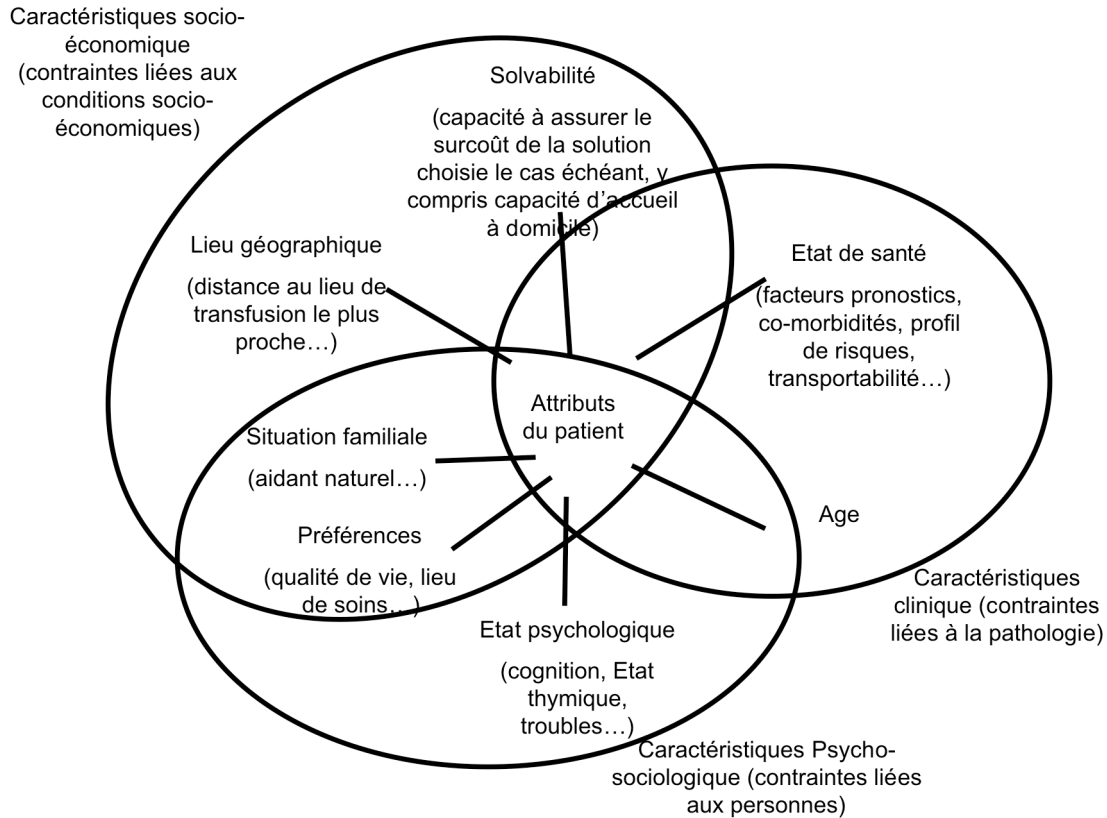 Caractéristiques socio-
économique
(contraintes liées aux
conditions socio-
économiques)
Solvabilité
(capacité à assurer le
surcoût de la solution
choisie le cas échéant, y
compris capacité d'accueil
à domicile)
Lieu géographique
(distance au lieu de
transfusion le plus
proche…)
Etat de santé
(facteurs pronostics,
co-morbidités, profil
de risques,
transportabilité…)
Attributs
du patient
Situation familiale
(aidant naturel…)
Préférences
(qualité de vie, lieu
de soins…)
Age
Etat psychologique
(cognition, Etat
thymique,
troubles…)
Caractéristiques
clinique (contraintes
liées à la pathologie)
Caractéristiques Psycho-
sociologique (contraintes liées
aux personnes)